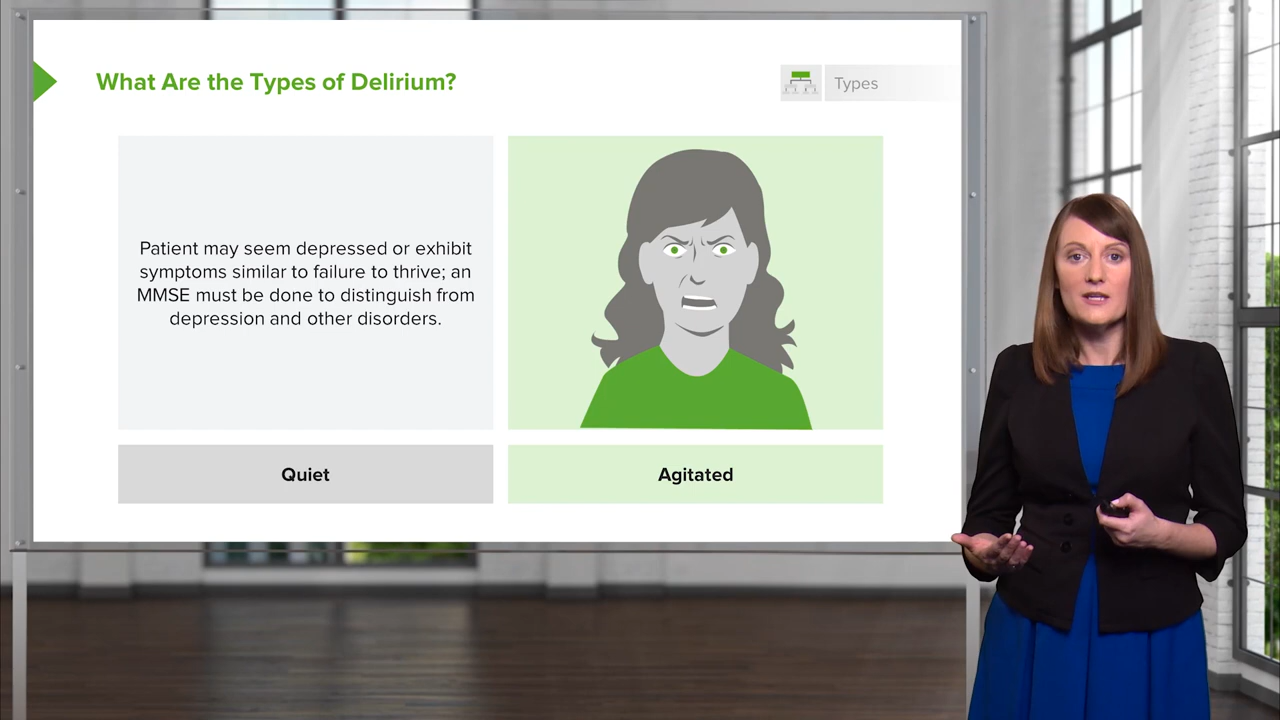 What Are the Types of Delirium?
Types
Patient may seem depressed or exhibit
symptoms similar to failure to thrive; an
MMSE must be done to distinguish from
depression and other disorders.
Quiet
Agitated